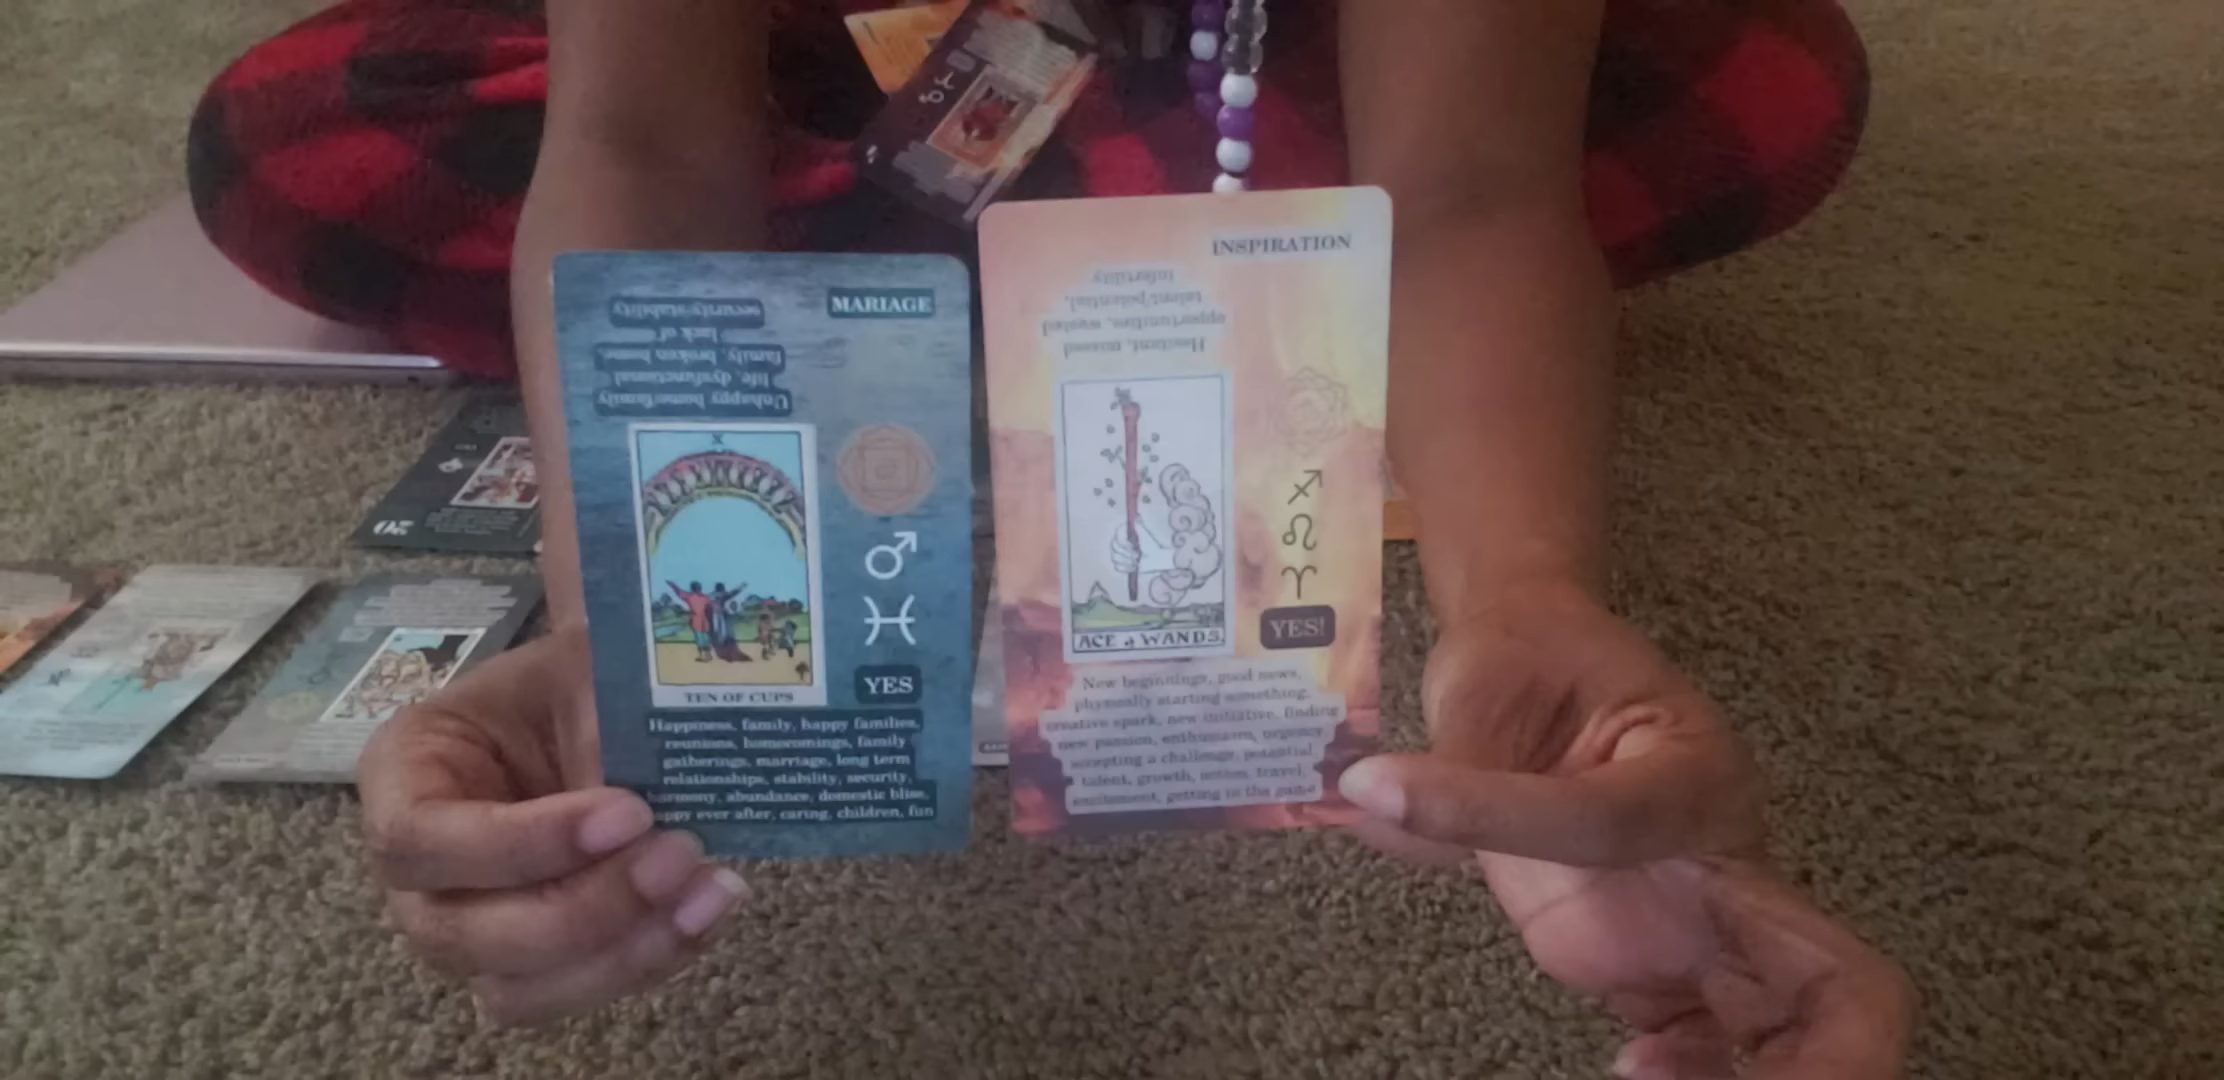 MARIAGE
Unhappy home/family
life, dysfunctional
family, broken home,
lack of
security/stability
X
TEN OF CUPS
YES
Happiness, family, happy families,
reunions, homecomings, family
gatherings, marriage, long term
relationships, stability, security,
harmony, abundance, domestic bliss,
happy ever after, caring, children, fun
INSPIRATION
Hesitant, missed
opportunities, wasted
talent/potential,
infertility
ACE of WANDS.
YES!
New beginnings, good news,
physically starting something,
creative spark, new initiative, finding
new passion, enthusiasm, urgency,
accepting a challenge, potential,
talent, growth, action, travel,
excitement, getting in the game
20